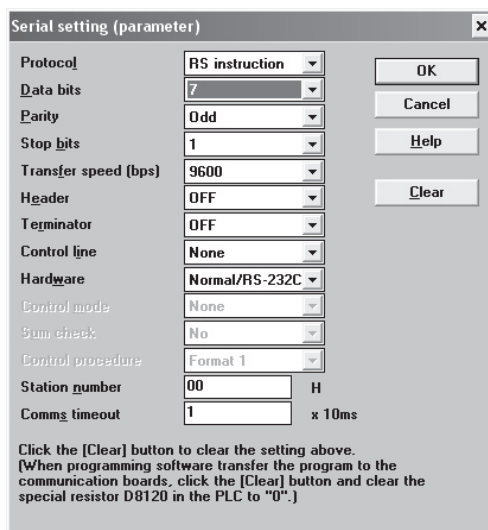 Serial setting (parameter)
Protocol RS instruction OK
Data bits 7
Parity Odd Cancel
Stop bits 1 Help
Transfer speed (bps) 9600
Header OFF Clear
Terminator OFF
Control line None
Hardware Normal/RS-232C
Control mode None
Sum check No
Control procedure Format 1
Station number 00 H
Comms timeout 1 x 10ms
Click the [Clear] button to clear the setting above.
(When programming software transfer the program to the
communication boards, click the [Clear] button and clear the
special resistor D8120 in the PLC to "0".)